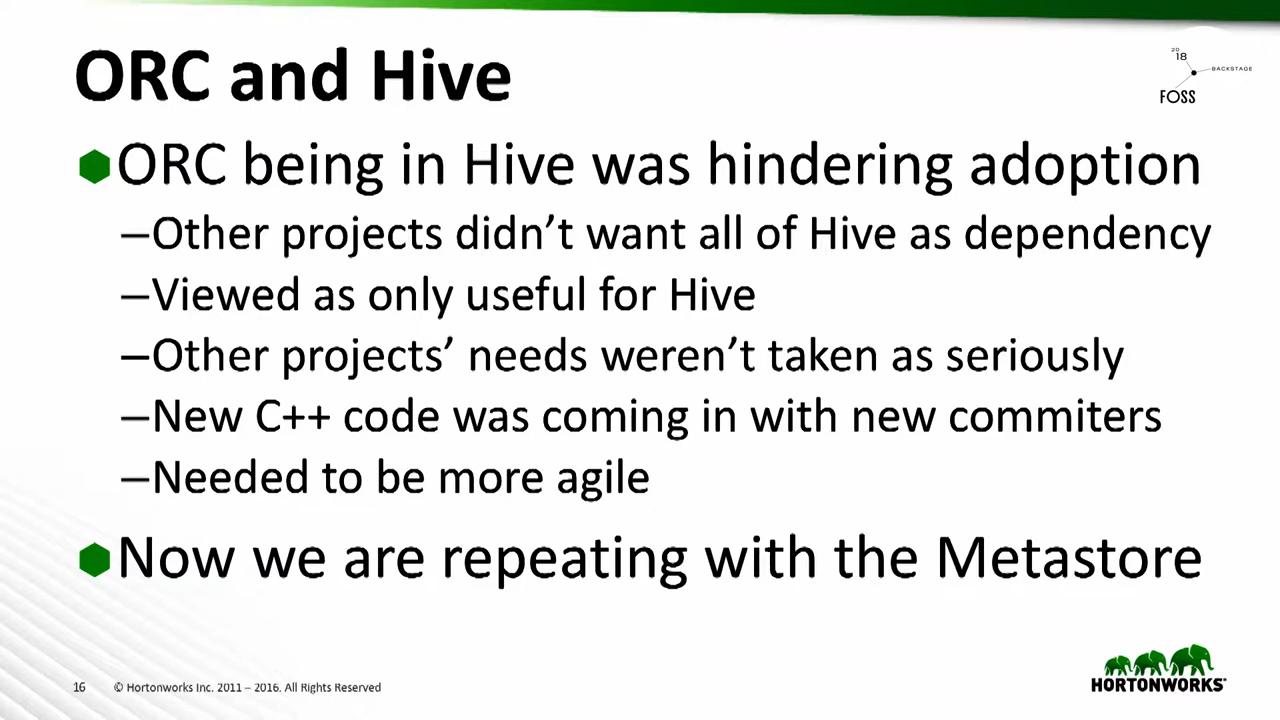 ORC and Hive
20
18
BACKSTAGE
FOSS
ORC being in Hive was hindering adoption
–Other projects didn’t want all of Hive as dependency
–Viewed as only useful for Hive
–Other projects’ needs weren’t taken as seriously
–New C++ code was coming in with new commiters
–Needed to be more agile
Now we are repeating with the Metastore
16 © Hortonworks Inc. 2011 – 2016. All Rights Reserved
HORTONWORKS